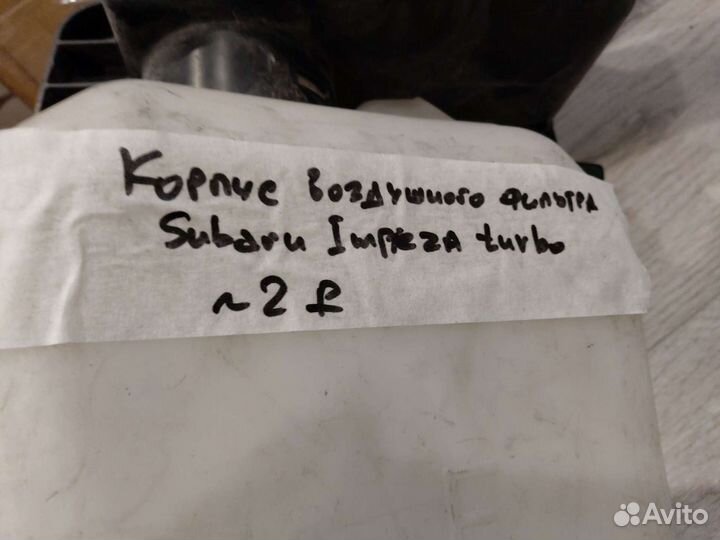 Корпус воздушного фильтра
Subaru Impreza turbo
~2 ₽
Avito